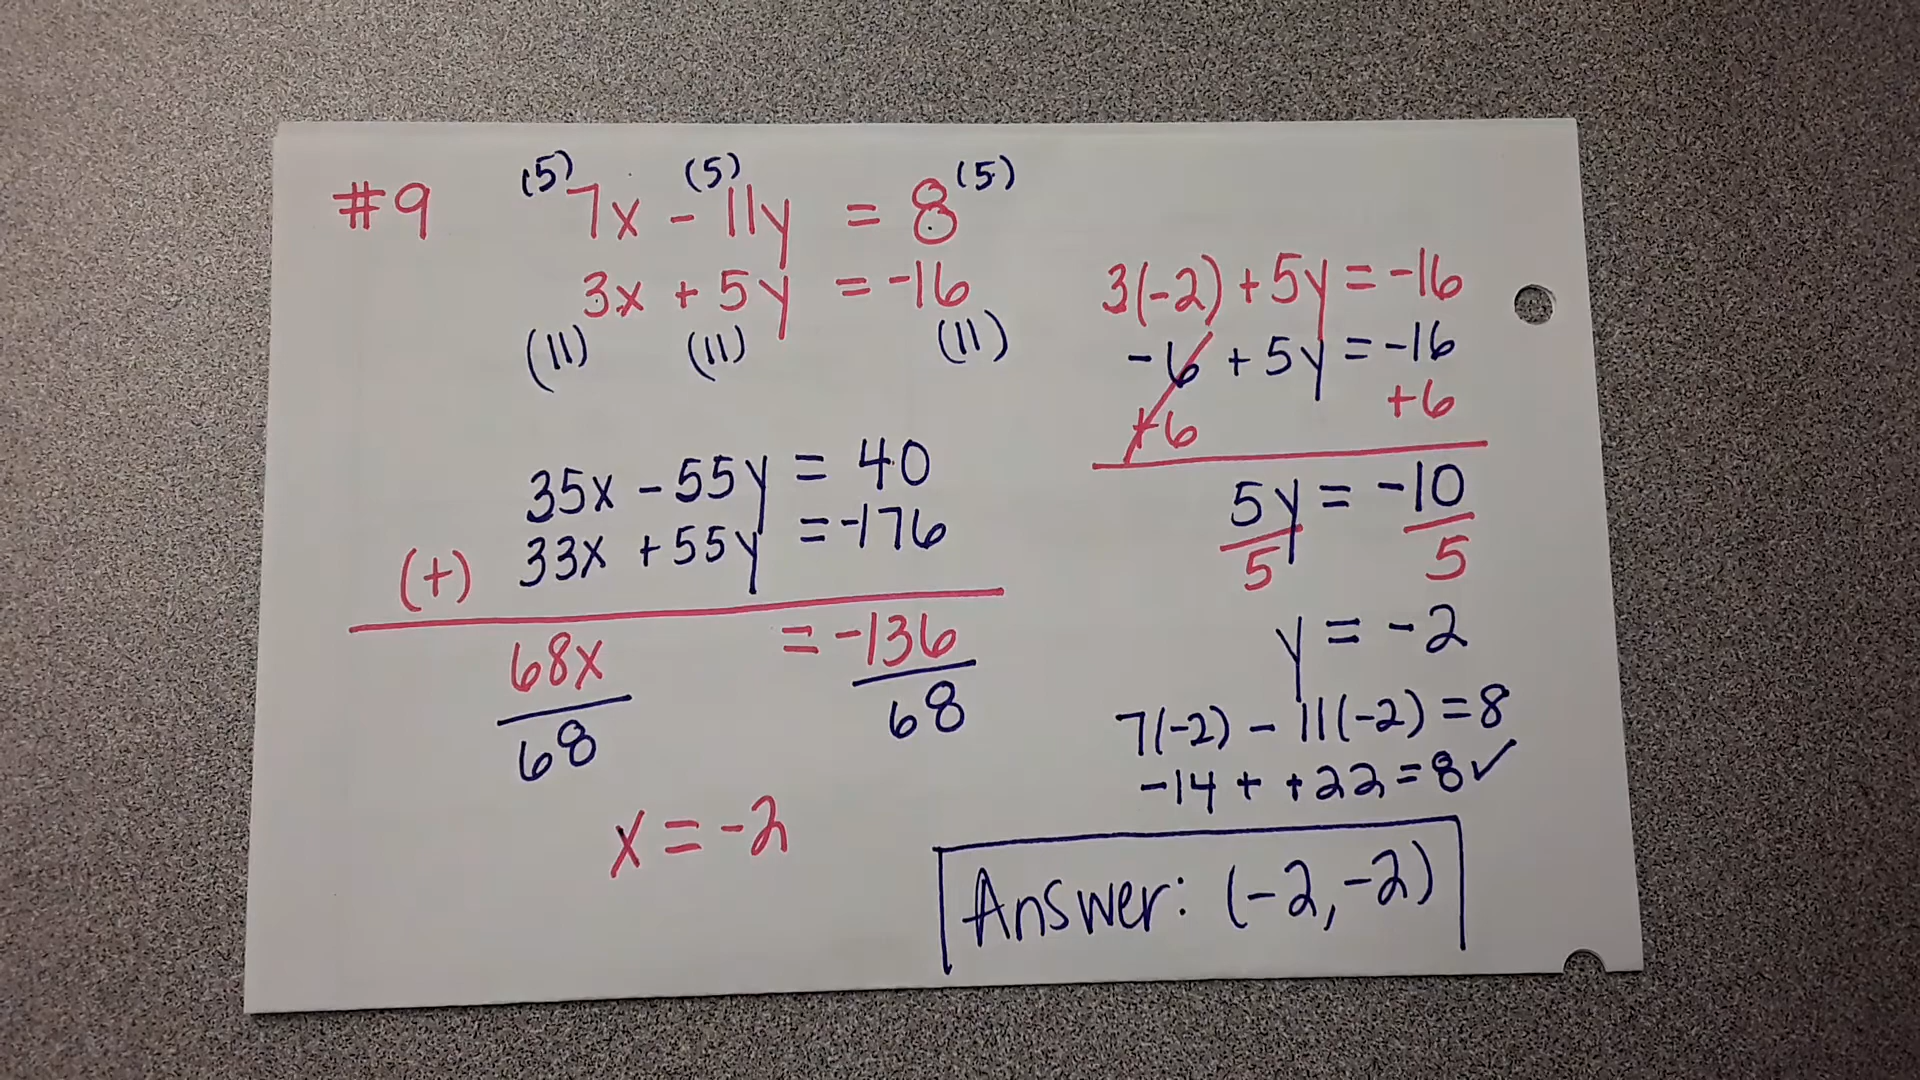 #9
(5) (5) (5)
7x - 11y = 8
3x + 5y = -16
(11) (11) (11)
35x - 55y = 40
(+) 33x + 55y = -176
68x = -136
68 68
x = -2
3(-2) + 5y = -16
-6 + 5y = -16
+6 +6
5y = -10
5 5
y = -2
7(-2) - 11(-2) = 8
-14 + +22 = 8 ✓
Answer: (-2, -2)